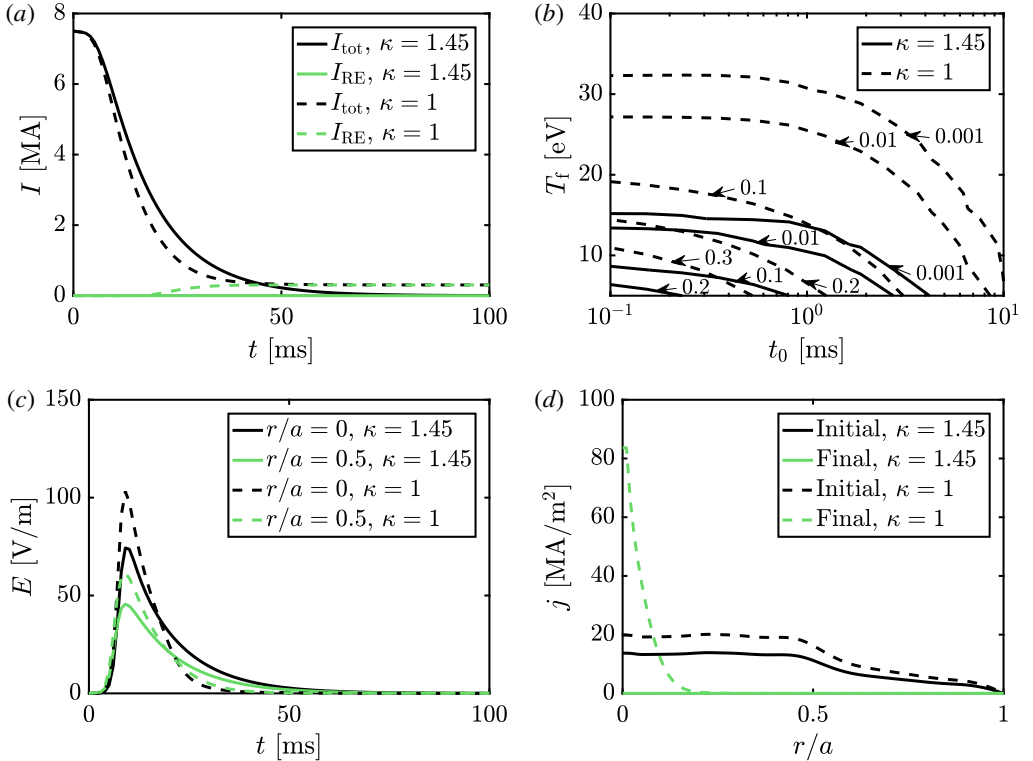 (a)
8
6
4
2
0
I [MA]
I_tot, κ = 1.45
I_RE, κ = 1.45
I_tot, κ = 1
I_RE, κ = 1
0
50
100
t [ms]
(b)
40
30
20
10
T_f [eV]
κ = 1.45
κ = 1
0.001
0.01
0.1
0.01
0.3
0.1
0.2
0.2
0.001
10^−1
10^0
10^1
t_0 [ms]
(c)
150
100
50
0
E [V/m]
r/a = 0, κ = 1.45
r/a = 0.5, κ = 1.45
r/a = 0, κ = 1
r/a = 0.5, κ = 1
0
50
100
t [ms]
(d)
100
80
60
40
20
0
j [MA/m²]
Initial, κ = 1.45
Final, κ = 1.45
Initial, κ = 1
Final, κ = 1
0
0.5
1
r/a